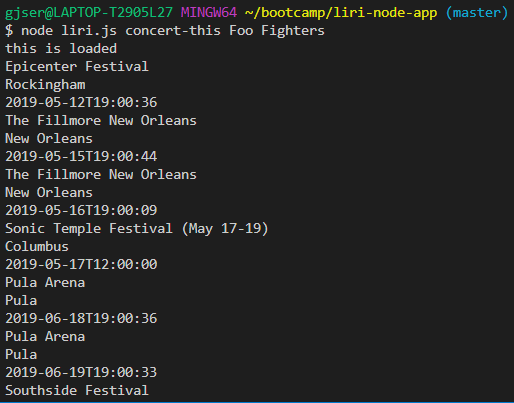 gjser@LAPTOP-T2905L27 MINGW64 ~/bootcamp/liri-node-app (master)
$ node liri.js concert-this Foo Fighters
this is loaded
Epicenter Festival
Rockingham
2019-05-12T19:00:36
The Fillmore New Orleans
New Orleans
2019-05-15T19:00:44
The Fillmore New Orleans
New Orleans
2019-05-16T19:00:09
Sonic Temple Festival (May 17-19)
Columbus
2019-05-17T12:00:00
Pula Arena
Pula
2019-06-18T19:00:36
Pula Arena
Pula
2019-06-19T19:00:33
Southside Festival